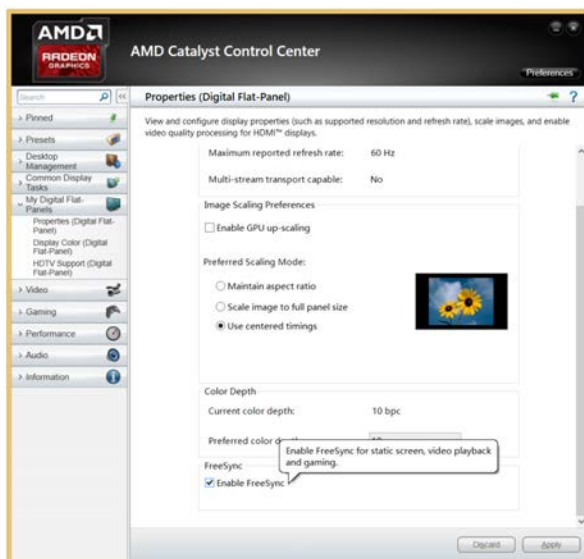 AMD
RADEON
GRAPHICS
AMD Catalyst Control Center
Preferences
Search
Properties (Digital Flat-Panel)
?
View and configure display properties (such as supported resolution and refresh rate), scale images, and enable
video quality processing for HDMI™ displays.
Pinned
Presets
Desktop
Management
Common Display
Tasks
My Digital Flat-
Panels
Properties (Digital Flat-
Panel)
Display Color (Digital
Flat-Panel)
HDTV Support (Digital
Flat-Panel)
Video
Gaming
Performance
Audio
Information
Maximum reported refresh rate: 60 Hz
Multi-stream transport capable: No
Image Scaling Preferences
Enable GPU up-scaling
Preferred Scaling Mode:
Maintain aspect ratio
Scale image to full panel size
Use centered timings
Color Depth
Current color depth: 10 bpc
Preferred color
Enable FreeSync for static screen, video playback
and gaming.
FreeSync
Enable FreeSync
Discard
Apply